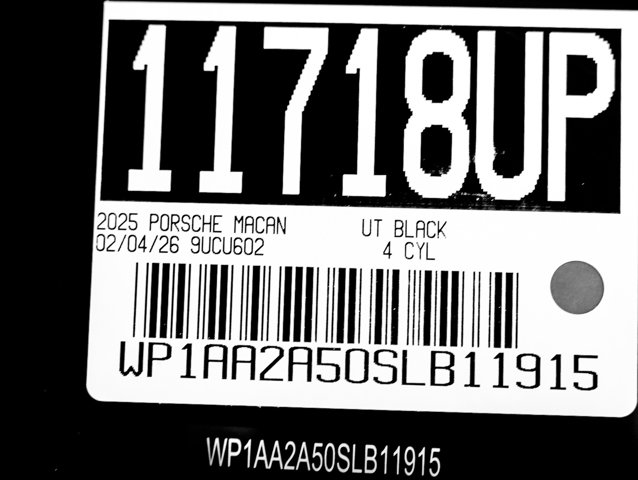 11718UP
2025 PORSCHE MACAN UT BLACK
02/04/26 9UCU602 4 CYL
WP1AA2A50SLB11915
WP1AA2A50SLB11915